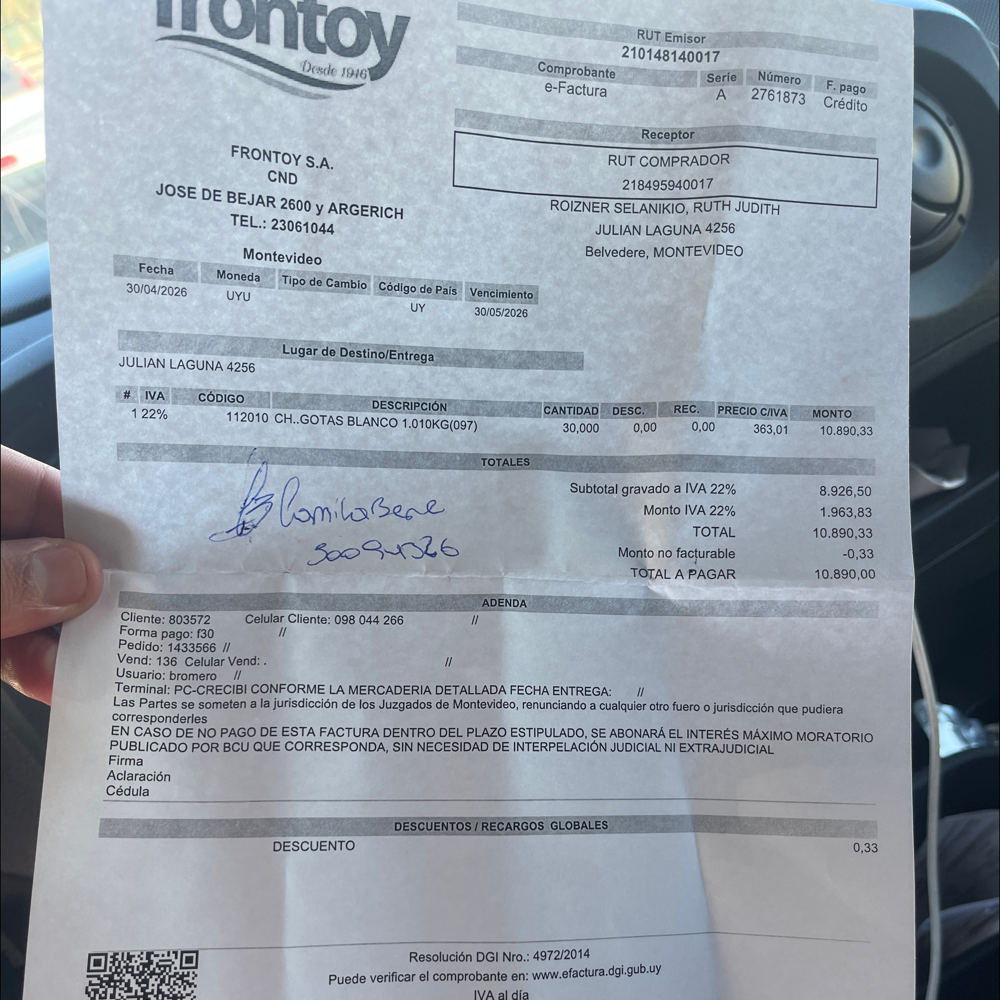 frontoy
Desde 1946
RUT Emisor
210148140017
Comprobante Serie Número F. pago
e-Factura A 2761873 Crédito
Receptor
RUT COMPRADOR
218495940017
ROIZNER SELANIKIO, RUTH JUDITH
JULIAN LAGUNA 4256
Belvedere, MONTEVIDEO
FRONTOY S.A.
CND
JOSE DE BEJAR 2600 y ARGERICH
TEL.: 23061044
Montevideo
Fecha Moneda Tipo de Cambio Código de País Vencimiento
30/04/2026 UYU UY 30/05/2026
Lugar de Destino/Entrega
JULIAN LAGUNA 4256
# IVA CÓDIGO DESCRIPCIÓN CANTIDAD DESC. REC. PRECIO C/IVA MONTO
1 22% 112010 CH..GOTAS BLANCO 1.010KG(097) 30,000 0,00 0,00 363,01 10.890,33
TOTALES
Subtotal gravado a IVA 22% 8.926,50
Monto IVA 22% 1.963,83
TOTAL 10.890,33
Monto no facturable -0,33
TOTAL A PAGAR 10.890,00
Camila Bene
ADENDA
Cliente: 803572 Celular Cliente: 098 044 266 //
Forma pago: f30 //
Pedido: 1433566 //
Vend: 136 Celular Vend: . //
Usuario: bromero //
Terminal: PC-CRECIBI CONFORME LA MERCADERIA DETALLADA FECHA ENTREGA: //
Las Partes se someten a la jurisdicción de los Juzgados de Montevideo, renunciando a cualquier otro fuero o jurisdicción que pudiera
corresponderles
EN CASO DE NO PAGO DE ESTA FACTURA DENTRO DEL PLAZO ESTIPULADO, SE ABONARÁ EL INTERÉS MÁXIMO MORATORIO
PUBLICADO POR BCU QUE CORRESPONDA, SIN NECESIDAD DE INTERPELACIÓN JUDICIAL NI EXTRAJUDICIAL
Firma
Aclaración
Cédula
DESCUENTOS / RECARGOS GLOBALES
DESCUENTO 0,33
Resolución DGI Nro.: 4972/2014
Puede verificar el comprobante en: www.efactura.dgi.gub.uy
IVA al día